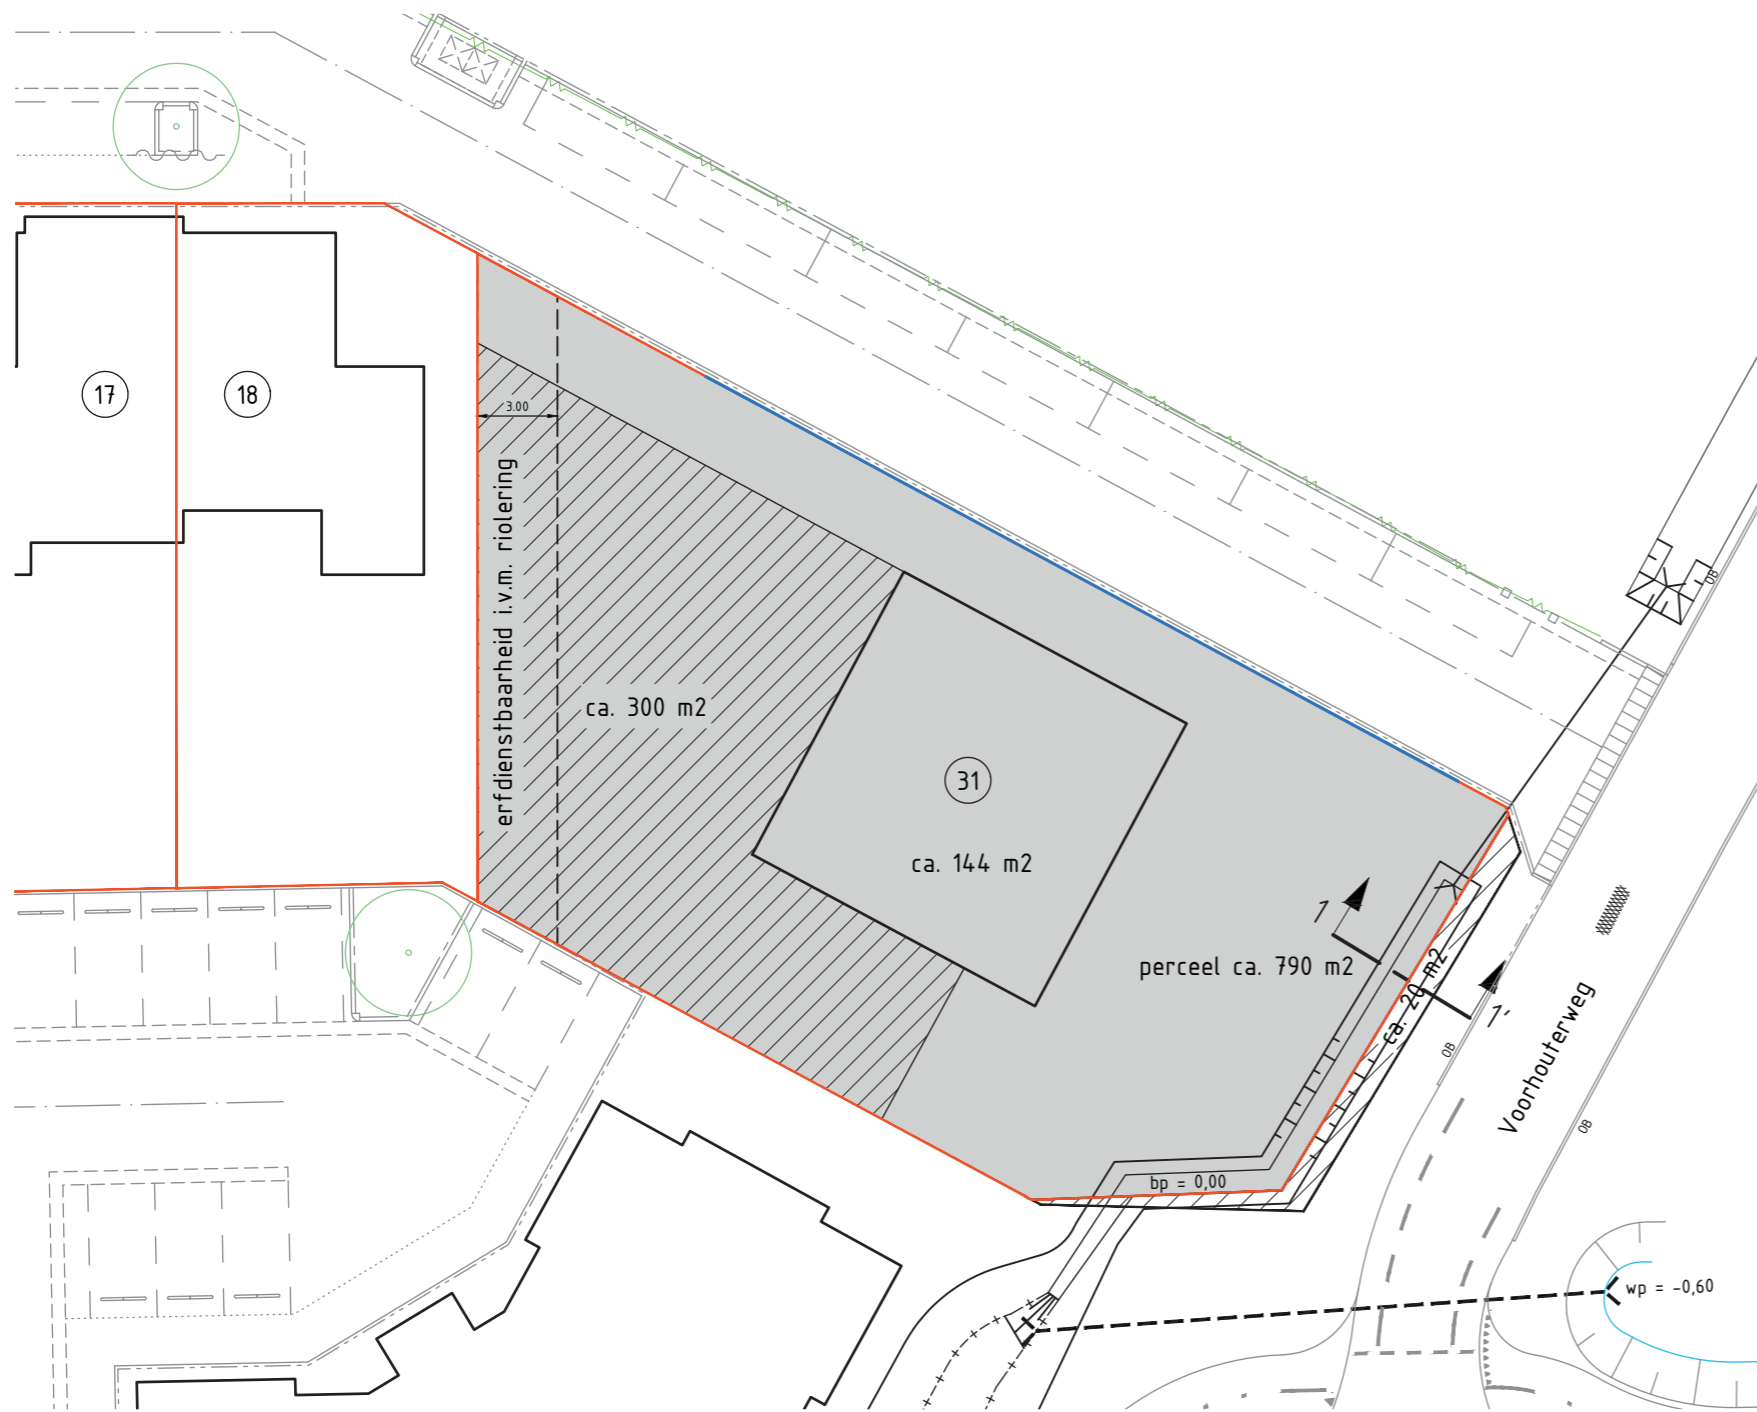 17
18
3.00
erfdienstbaarheid i.v.m. riolering
ca. 300 m2
31
ca. 144 m2
perceel ca. 790 m2
1
1'
ca. 20 m2
bp = 0,00
Voorhouterweg
OB
OB
OB
wp = -0,60